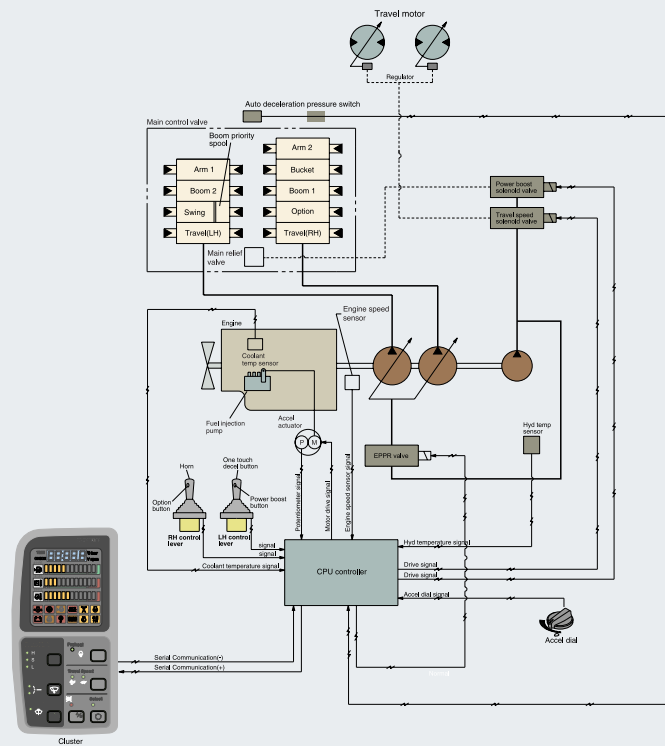 Travel motor
Regulator
Auto deceleration pressure switch
Main control valve
Boom priority
spool
Arm 2
Arm 1
Bucket
Boom 2
Boom 1
Swing
Option
Travel(LH)
Travel(RH)
Main relief
valve
Power boost
solenoid valve
Travel speed
solenoid valve
Engine speed
sensor
Engine
Coolant
temp sensor
Fuel injection
pump
Accel
actuator
P
M
Hyd temp
sensor
EPPR valve
Horn
One touch
decel button
Option
button
Power boost
button
RH control
lever
LH control
lever
Potentiometer signal
Motor drive signal
Engine speed sensor signal
signal
signal
Coolant temperature signal
CPU controller
Hyd temperature signal
Drive signal
Drive signal
Accel dial signal
Accel dial
Serial Communication(-)
Serial Communication(+)
H
S
L
Travel Speed
Select
Cluster